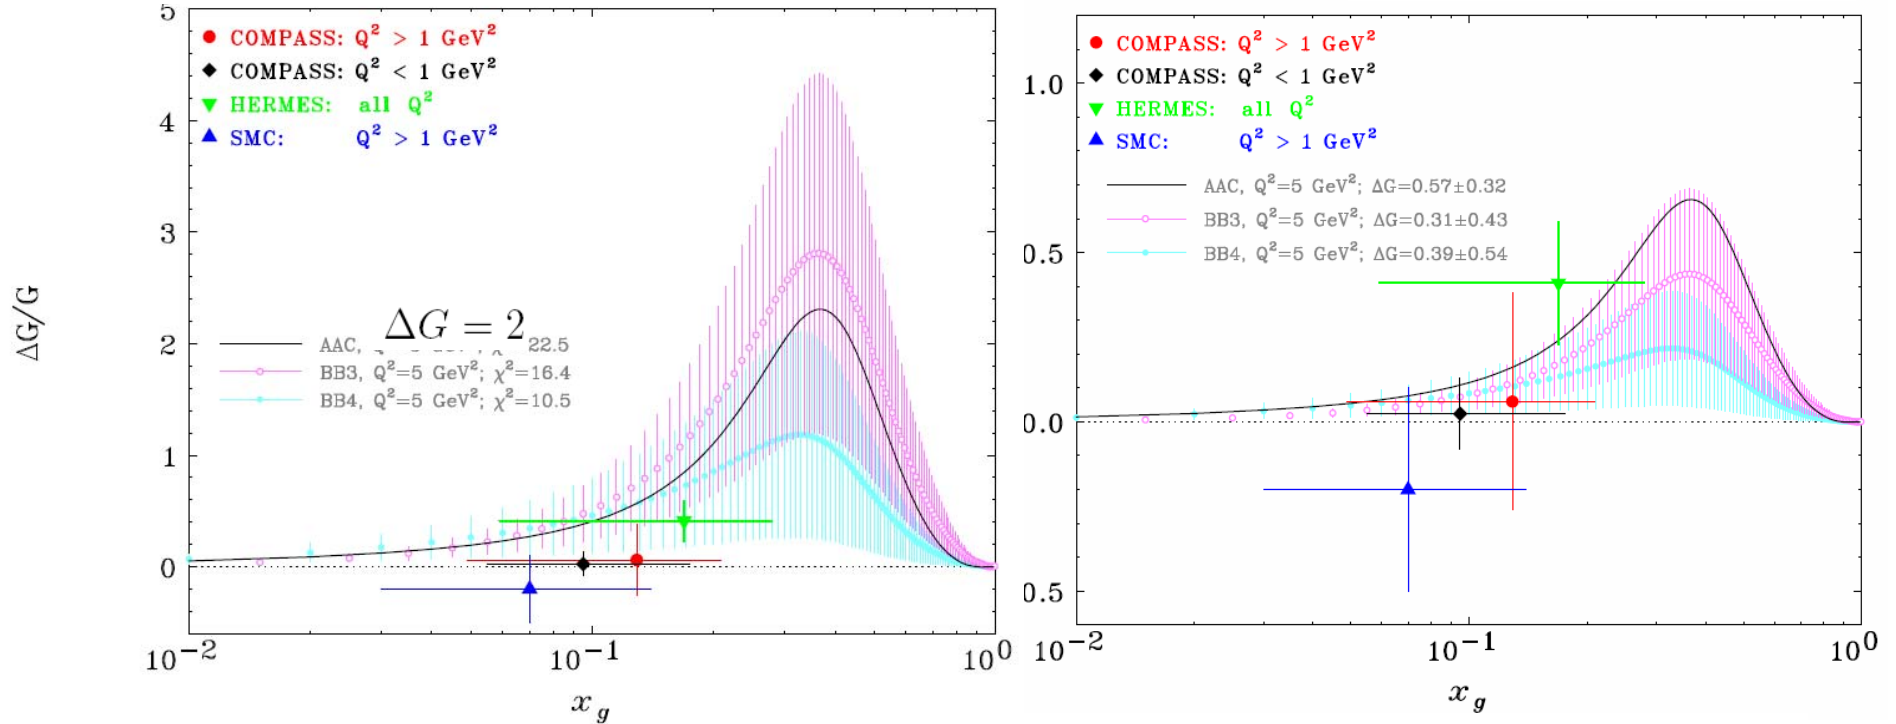 5
COMPASS: Q² > 1 GeV²
COMPASS: Q² < 1 GeV²
HERMES: all Q²
SMC: Q² > 1 GeV²
4
3
ΔG/G
ΔG = 2
2
AAC, 22.5
BB3, Q²=5 GeV²; χ²=16.4
BB4, Q²=5 GeV²; χ²=10.5
1
0
10⁻² 10⁻¹ 10⁰
x_g
COMPASS: Q² > 1 GeV²
COMPASS: Q² < 1 GeV²
HERMES: all Q²
SMC: Q² > 1 GeV²
1.0
AAC, Q²=5 GeV²; ΔG=0.57±0.32
BB3, Q²=5 GeV²; ΔG=0.31±0.43
BB4, Q²=5 GeV²; ΔG=0.39±0.54
0.5
0.0
0.5
10⁻² 10⁻¹ 10⁰
x_g